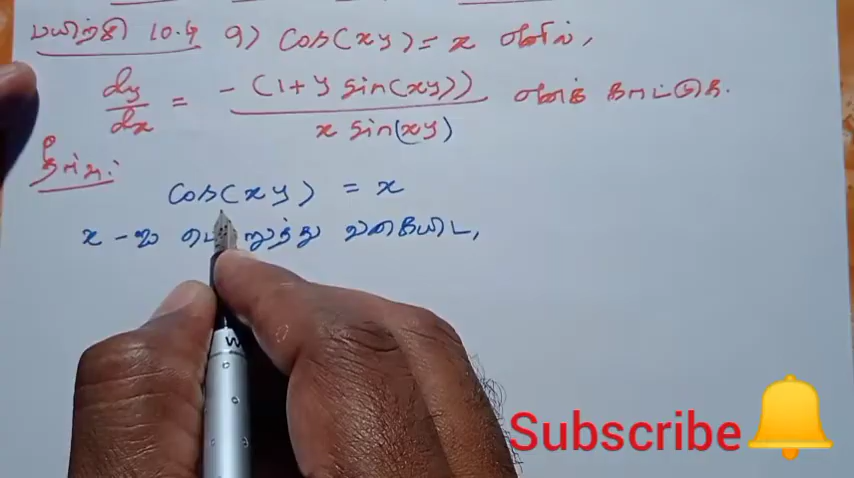 பயிற்சி 10.4 9) cos(xy) = x எனில்,
dy/dx = -(1+y sin(xy)) / x sin(xy) எனக் காட்டுக.
தீர்வு:
cos(xy) = x
x -ஐ வகையிட,
Subscribe